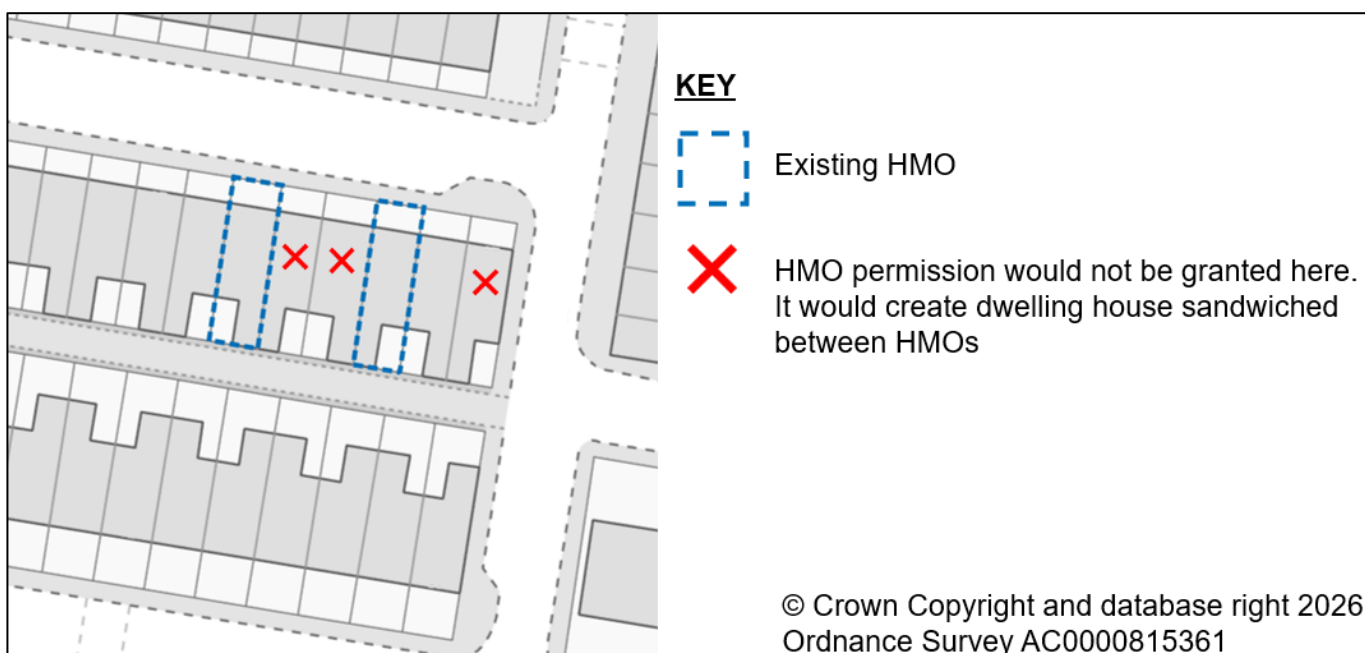 KEY
Existing HMO
HMO permission would not be granted here.
It would create dwelling house sandwiched
between HMOs
© Crown Copyright and database right 2026
Ordnance Survey AC0000815361